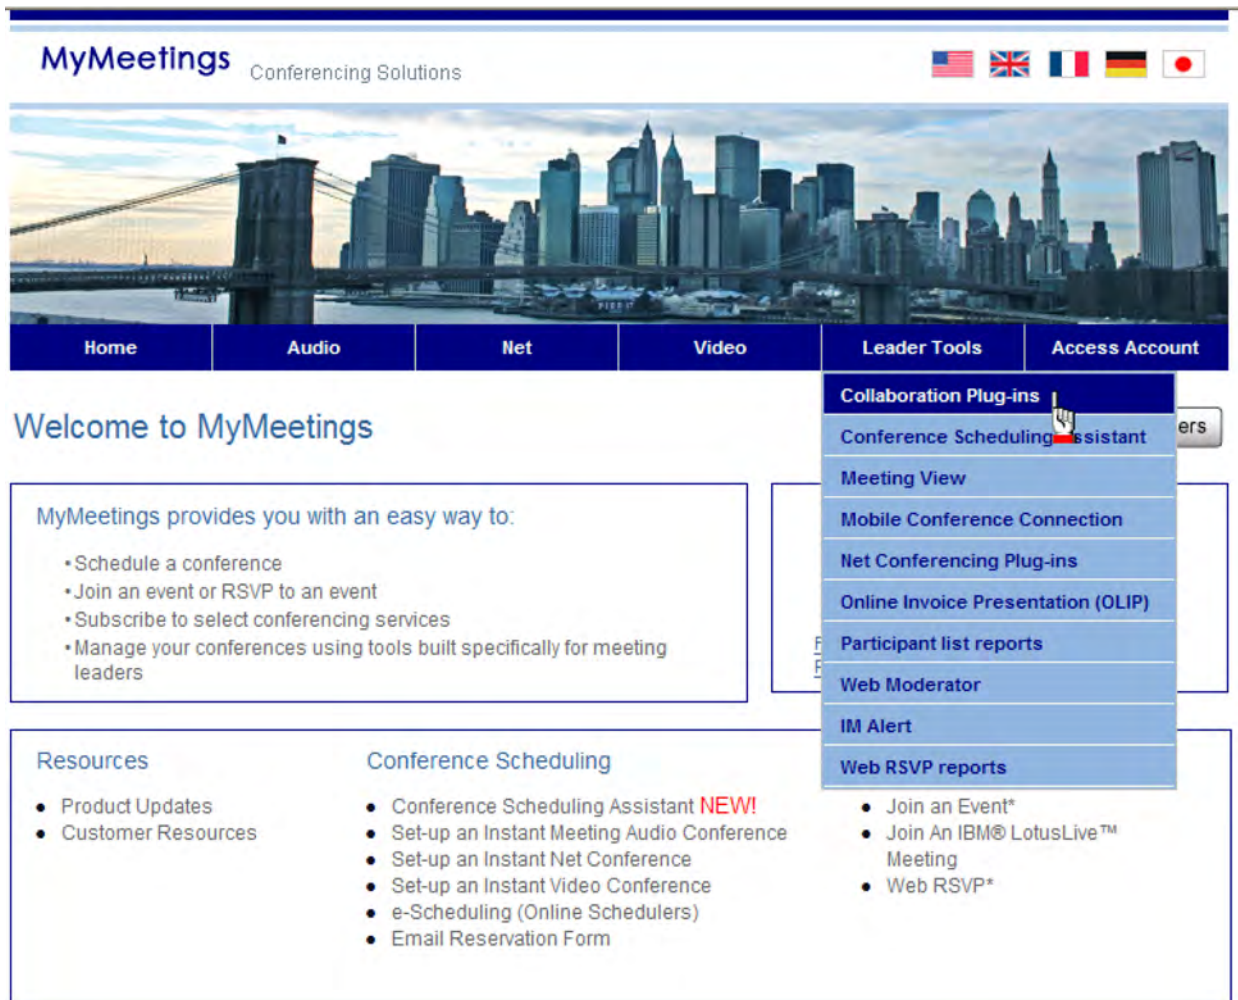 MyMeetings Conferencing Solutions
PIER 17
Home Audio Net Video Leader Tools Access Account
Collaboration Plug-ins
Conference Scheduling ssistant
Meeting View
Mobile Conference Connection
Net Conferencing Plug-ins
Online Invoice Presentation (OLIP)
Participant list reports
Web Moderator
IM Alert
Web RSVP reports
Welcome to MyMeetings
ers
MyMeetings provides you with an easy way to:
• Schedule a conference
• Join an event or RSVP to an event
• Subscribe to select conferencing services
• Manage your conferences using tools built specifically for meeting
leaders
Resources
• Product Updates
• Customer Resources
Conference Scheduling
• Conference Scheduling Assistant NEW!
• Set-up an Instant Meeting Audio Conference
• Set-up an Instant Net Conference
• Set-up an Instant Video Conference
• e-Scheduling (Online Schedulers)
• Email Reservation Form
• Join an Event*
• Join An IBM® LotusLive™
Meeting
• Web RSVP*